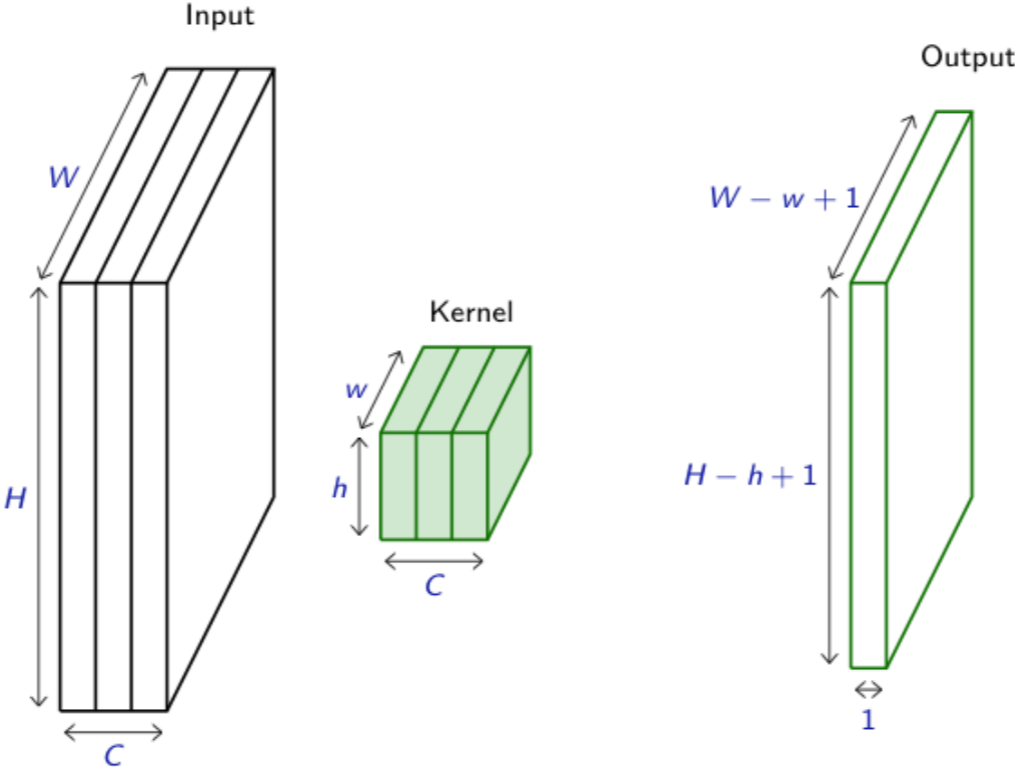 Input
W
H
C
Kernel
w
h
C
Output
W − w + 1
H − h + 1
1